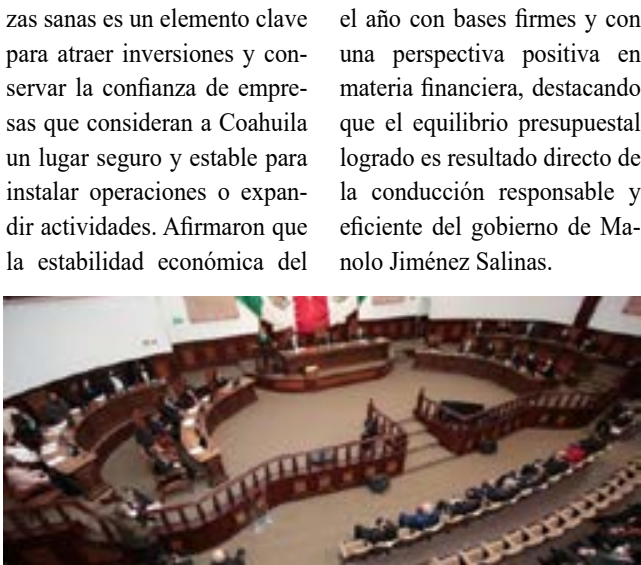 zas sanas es un elemento clave
para atraer inversiones y con-
servar la confianza de empre-
sas que consideran a Coahuila
un lugar seguro y estable para
instalar operaciones o expan-
dir actividades. Afirmaron que
la estabilidad económica del
el año con bases firmes y con
una perspectiva positiva en
materia financiera, destacando
que el equilibrio presupuestal
logrado es resultado directo de
la conducción responsable y
eficiente del gobierno de Ma-
nolo Jiménez Salinas.